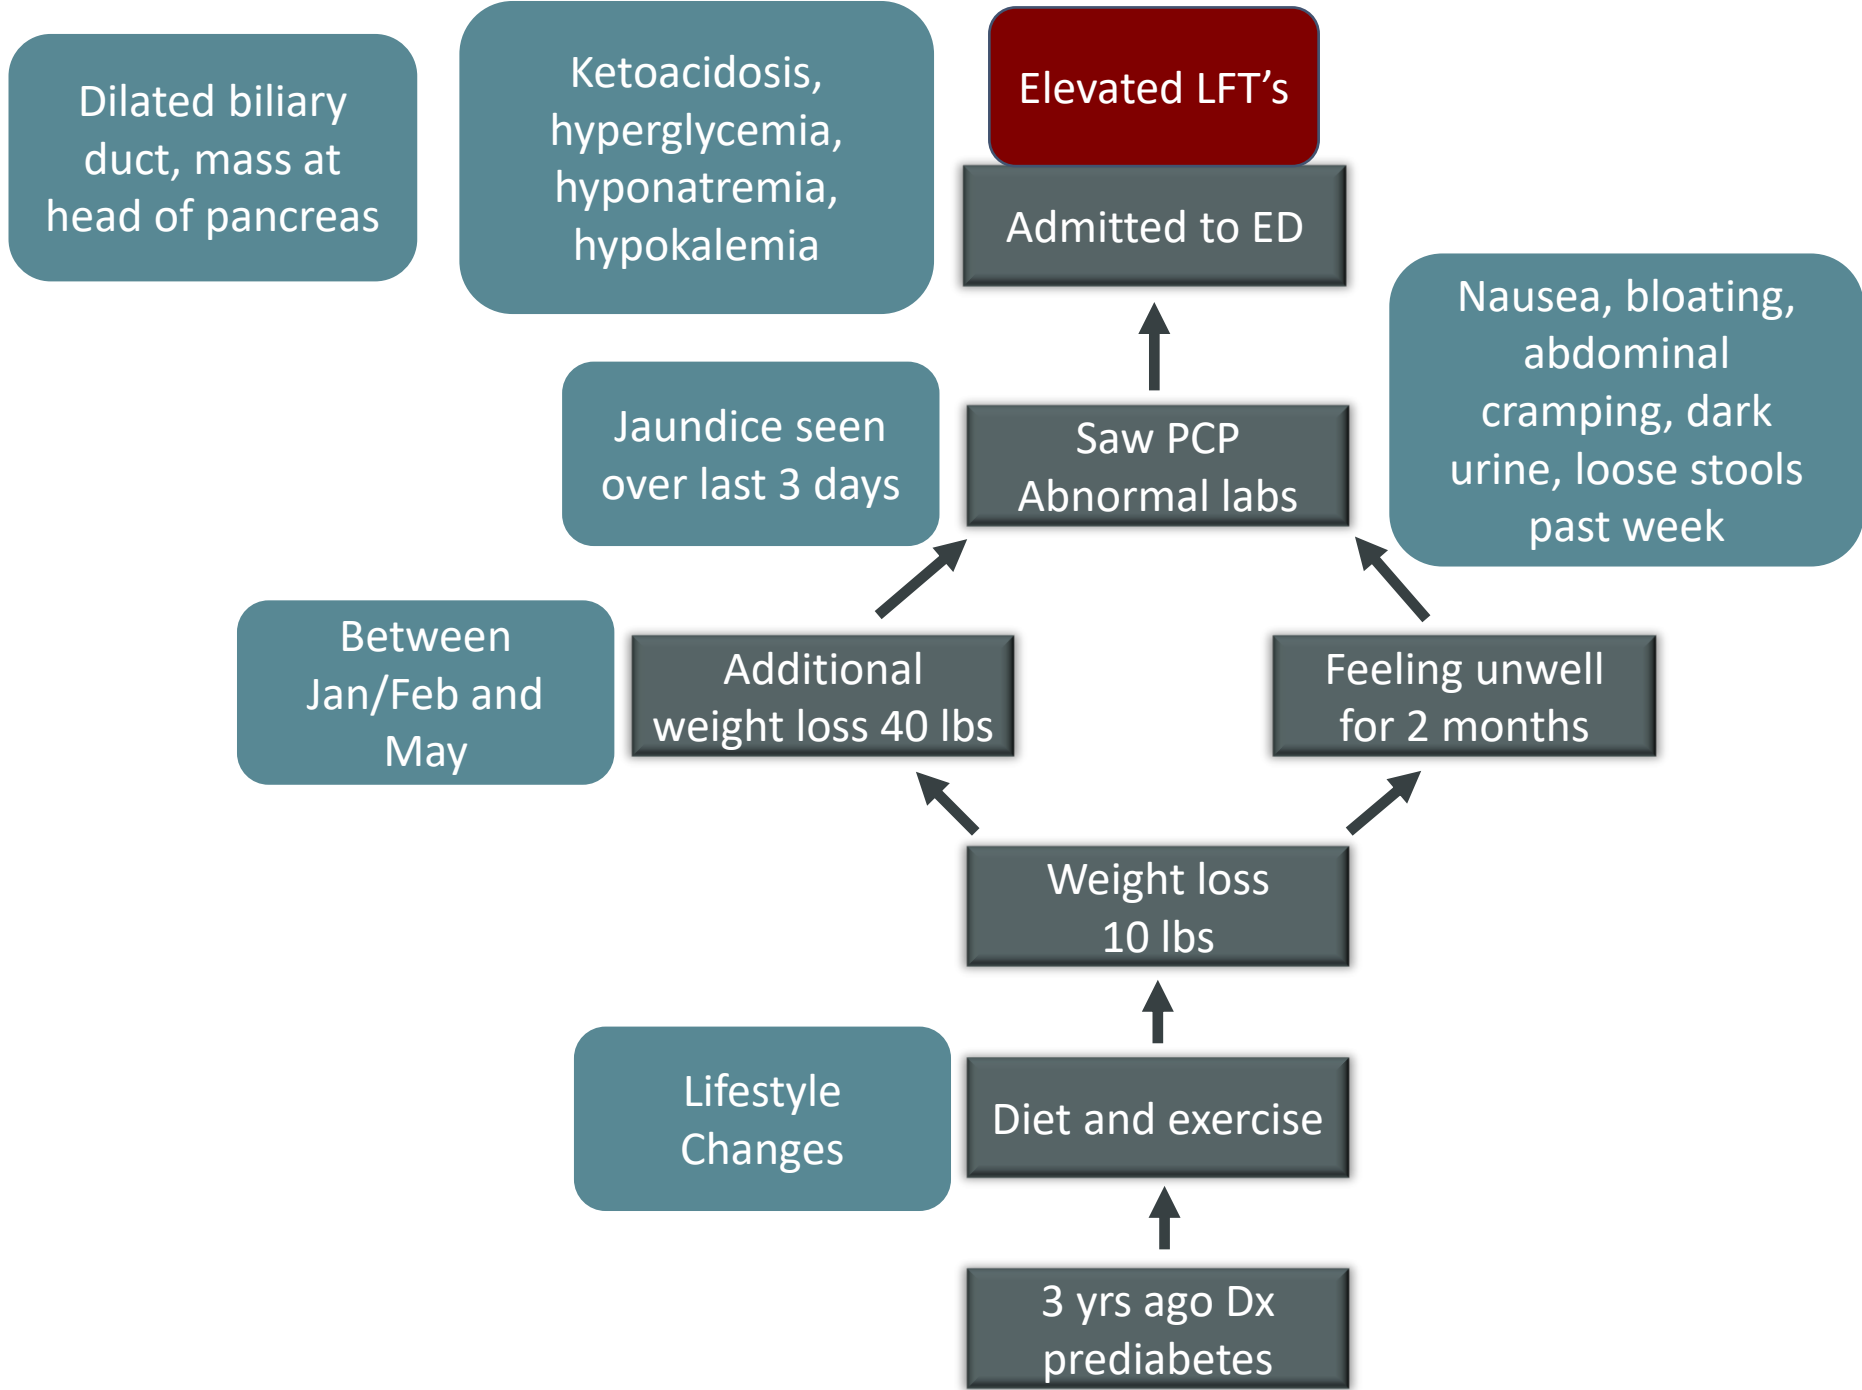 Dilated biliary
duct, mass at
head of pancreas
Ketoacidosis,
hyperglycemia,
hyponatremia,
hypokalemia
Elevated LFT’s
Admitted to ED
Nausea, bloating,
abdominal
cramping, dark
urine, loose stools
past week
Jaundice seen
over last 3 days
Saw PCP
Abnormal labs
Between
Jan/Feb and
May
Additional
weight loss 40 lbs
Feeling unwell
for 2 months
Weight loss
10 lbs
Lifestyle
Changes
Diet and exercise
3 yrs ago Dx
prediabetes